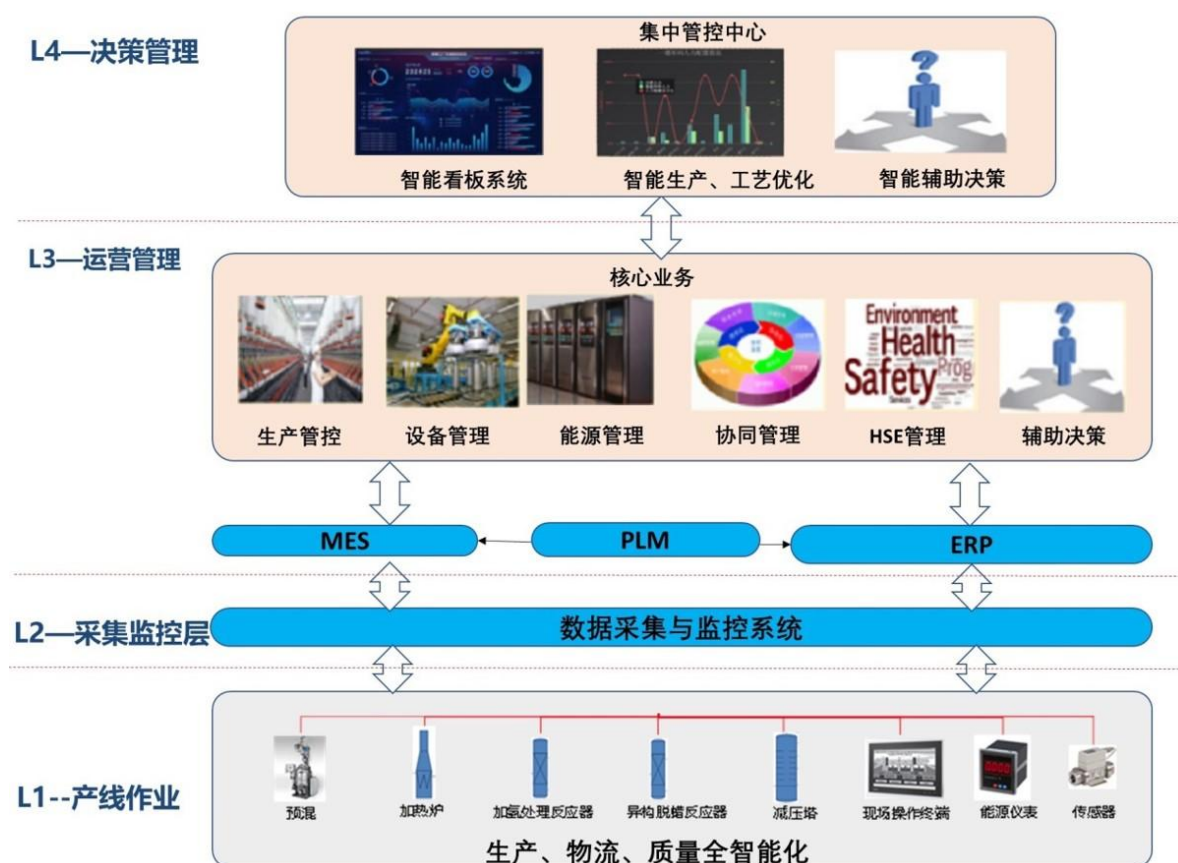 L4—决策管理
集中管控中心
智能看板系统
智能生产、工艺优化
智能辅助决策
L3—运营管理
核心业务
Environment
Health
Safety
Prog
Services
生产管控
设备管理
能源管理
协同管理
HSE管理
辅助决策
MES
PLM
ERP
L2—采集监控层
数据采集与监控系统
L1--产线作业
预混
加热炉
加氢处理反应器
异构脱蜡反应器
减压塔
现场操作终端
能源仪表
传感器
生产、物流、质量全智能化